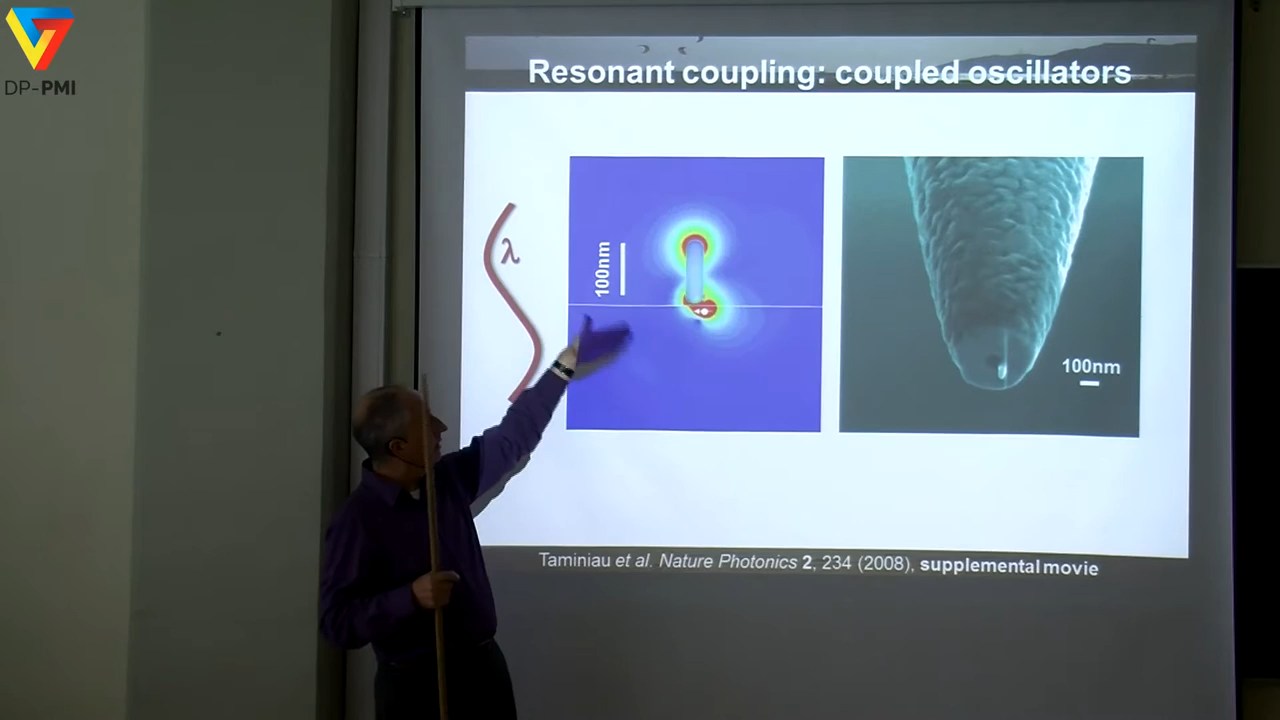 DP-PMI
Resonant coupling: coupled oscillators
λ
100nm
100nm
Taminiau et al. Nature Photonics 2, 234 (2008), supplemental movie